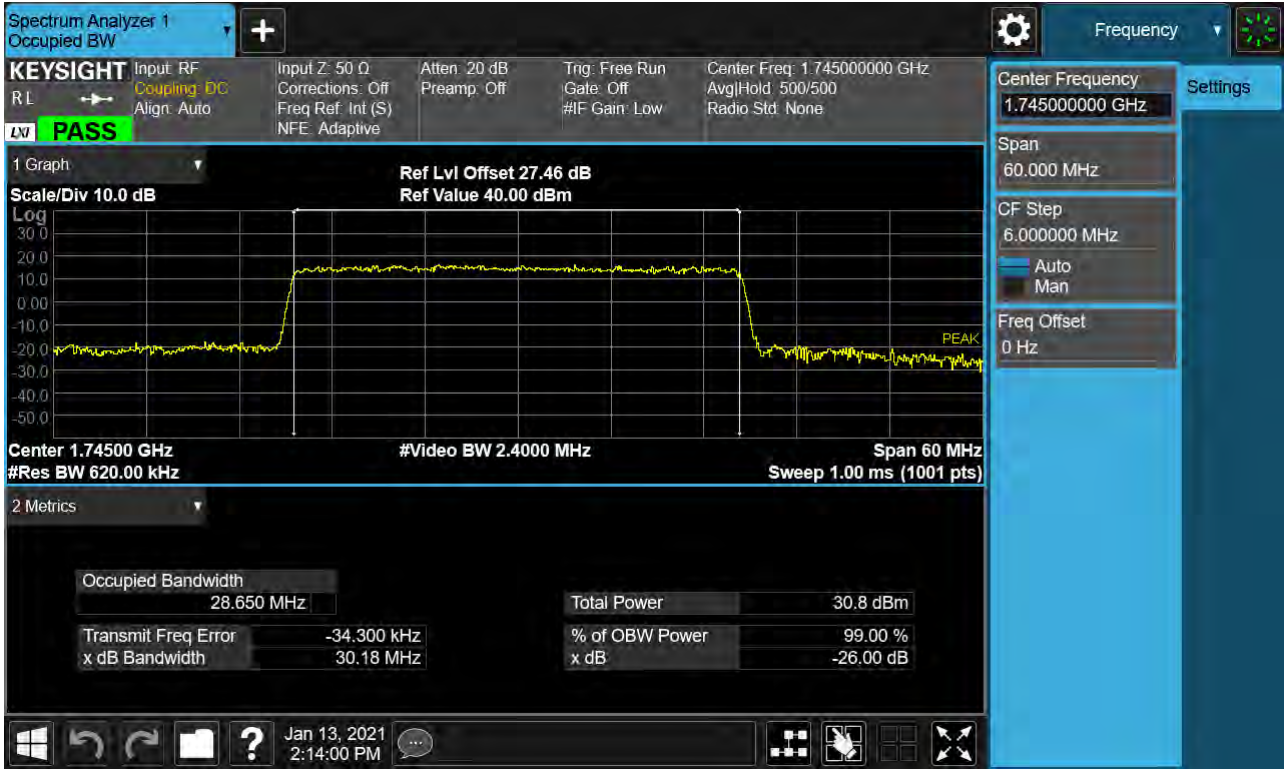 Spectrum Analyzer 1
Occupied BW
Frequency
KEYSIGHT
RL
LXI
PASS
Input: RF
Coupling: DC
Align: Auto
Input Z: 50 Ω
Corrections: Off
Freq Ref: Int (S)
NFE: Adaptive
Atten: 20 dB
Preamp: Off
Trig: Free Run
Gate: Off
#IF Gain: Low
Center Freq: 1.745000000 GHz
Avg|Hold: 500/500
Radio Std: None
Center Frequency
1.745000000 GHz
Settings
Span
60.000 MHz
CF Step
6.000000 MHz
Auto
Man
Freq Offset
0 Hz
1 Graph
Scale/Div 10.0 dB
Ref Lvl Offset 27.46 dB
Ref Value 40.00 dBm
Log
30.0
20.0
10.0
0.00
-10.0
-20.0
-30.0
-40.0
-50.0
PEAK
Center 1.74500 GHz
#Video BW 2.4000 MHz
Span 60 MHz
#Res BW 620.00 kHz
Sweep 1.00 ms (1001 pts)
2 Metrics
Occupied Bandwidth
28.650 MHz
Total Power 30.8 dBm
Transmit Freq Error -34.300 kHz
% of OBW Power 99.00 %
x dB Bandwidth 30.18 MHz
x dB -26.00 dB
?
Jan 13, 2021
2:14:00 PM